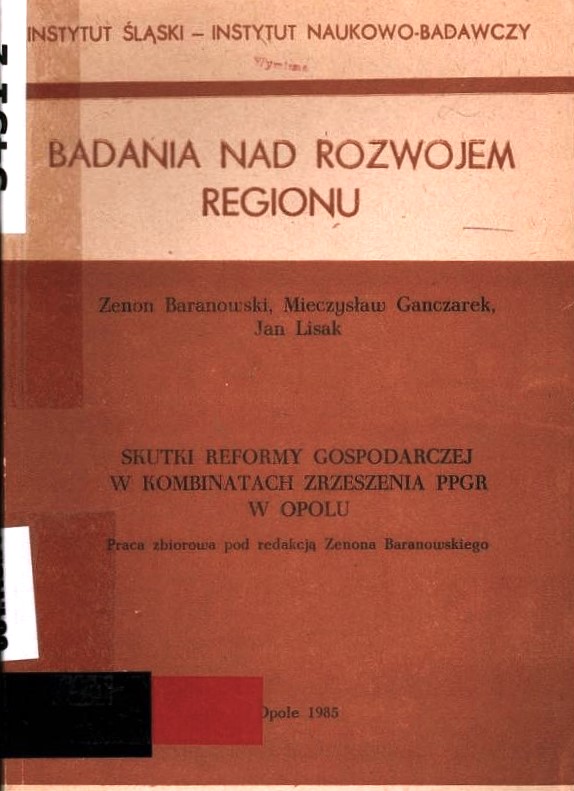 INSTYTUT ŚLĄSKI – INSTYTUT NAUKOWO-BADAWCZY
BADANIA NAD ROZWOJEM
REGIONU
Zenon Baranowski, Mieczysław Ganczarek,
Jan Lisak
SKUTKI REFORMY GOSPODARCZEJ
W KOMBINATACH ZRZESZENIA PPGR
W OPOLU
Praca zbiorowa pod redakcją Zenona Baranowskiego
Opole 1985